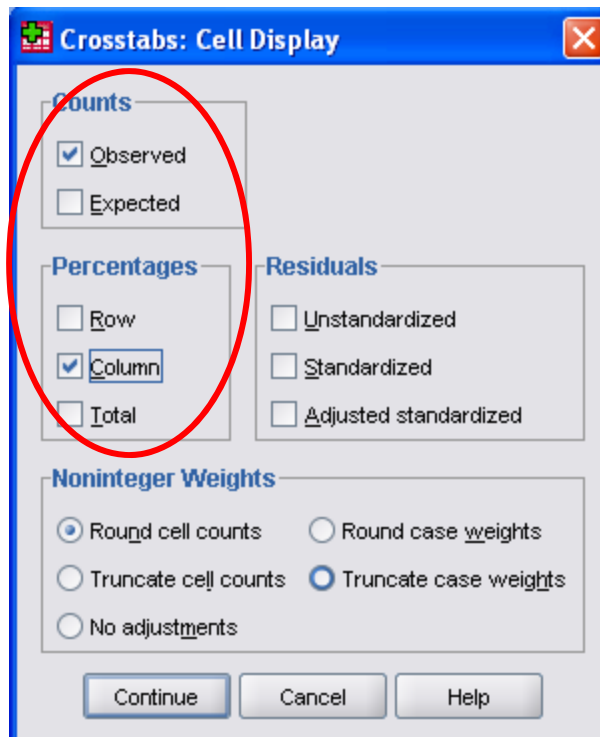 Crosstabs: Cell Display
Counts
Observed
Expected
Percentages
Row
Column
Total
Residuals
Unstandardized
Standardized
Adjusted standardized
Noninteger Weights
Round cell counts
Round case weights
Truncate cell counts
Truncate case weights
No adjustments
Continue
Cancel
Help